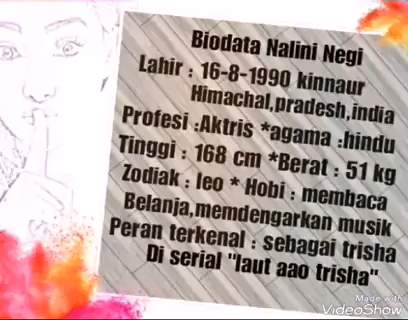 Biodata Nalini Negi
Lahir : 16-8-1990 kinnaur
Himachal,pradesh,india
Profesi :Aktris *agama :hindu
Tinggi : 168 cm *Berat : 51 kg
Zodiak : leo * Hobi : membaca
Belanja,memdengarkan musik
Peran terkenal : sebagai trisha
Di serial "laut aao trisha"
Made with
VideoShow